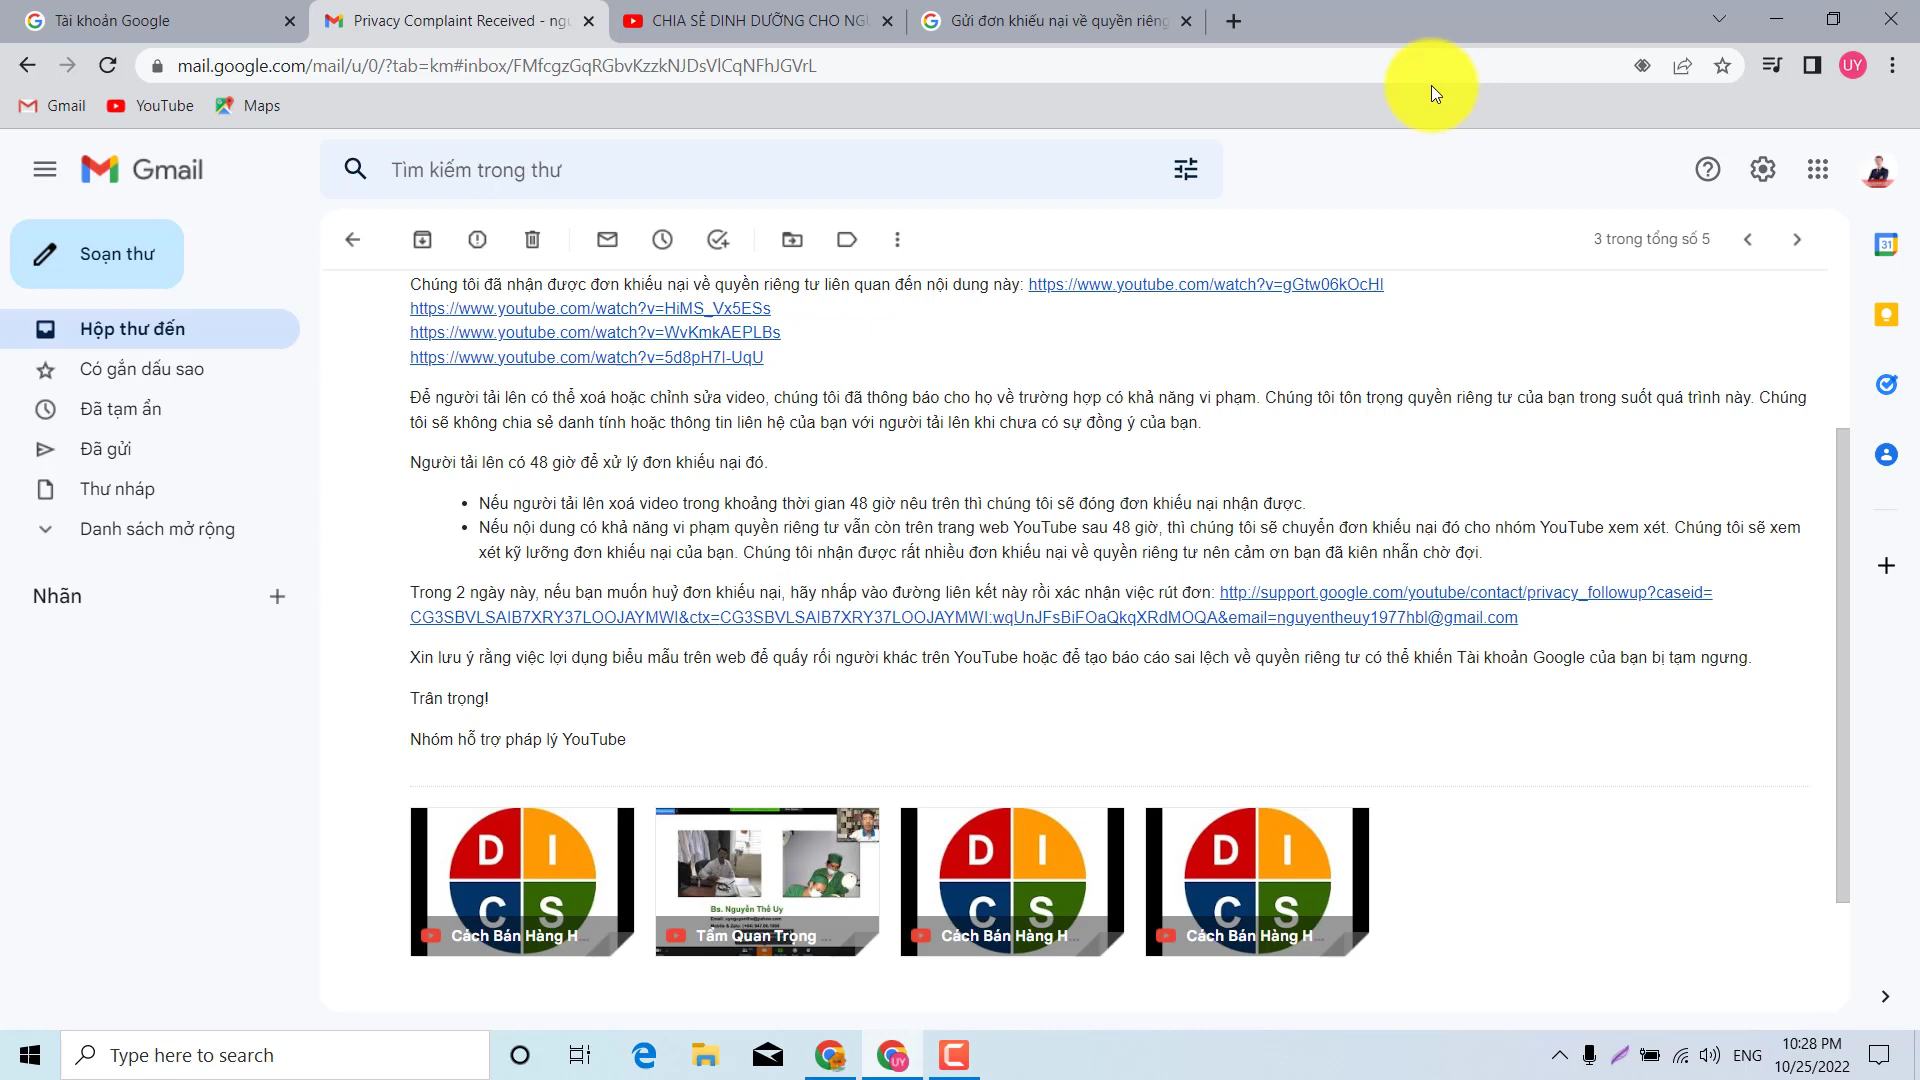 Tài khoản Google
Privacy Complaint Received - ngu
CHIA SẺ DINH DƯỠNG CHO NGƯ
Gửi đơn khiếu nại về quyền riêng
mail.google.com/mail/u/0/?tab=km#inbox/FMfcgzGqRGbvKzzkNJDsVlCqNFhJGVrL
UY
Gmail
YouTube
Maps
Gmail
Tìm kiếm trong thư
Soạn thư
3 trong tổng số 5
Hộp thư đến
Có gắn dấu sao
Đã tạm ẩn
Đã gửi
Thư nháp
Danh sách mở rộng
Nhãn
Chúng tôi đã nhận được đơn khiếu nại về quyền riêng tư liên quan đến nội dung này: https://www.youtube.com/watch?v=gGtw06kOcHI
https://www.youtube.com/watch?v=HiMS_Vx5ESs
https://www.youtube.com/watch?v=WvKmkAEPLBs
https://www.youtube.com/watch?v=5d8pH7I-UqU
Để người tải lên có thể xoá hoặc chỉnh sửa video, chúng tôi đã thông báo cho họ về trường hợp có khả năng vi phạm. Chúng tôi tôn trọng quyền riêng tư của bạn trong suốt quá trình này. Chúng
tôi sẽ không chia sẻ danh tính hoặc thông tin liên hệ của bạn với người tải lên khi chưa có sự đồng ý của bạn.
Người tải lên có 48 giờ để xử lý đơn khiếu nại đó.
• Nếu người tải lên xoá video trong khoảng thời gian 48 giờ nêu trên thì chúng tôi sẽ đóng đơn khiếu nại nhận được.
• Nếu nội dung có khả năng vi phạm quyền riêng tư vẫn còn trên trang web YouTube sau 48 giờ, thì chúng tôi sẽ chuyển đơn khiếu nại đó cho nhóm YouTube xem xét. Chúng tôi sẽ xem
xét kỹ lưỡng đơn khiếu nại của bạn. Chúng tôi nhận được rất nhiều đơn khiếu nại về quyền riêng tư nên cảm ơn bạn đã kiên nhẫn chờ đợi.
Trong 2 ngày này, nếu bạn muốn huỷ đơn khiếu nại, hãy nhấp vào đường liên kết này rồi xác nhận việc rút đơn: http://support.google.com/youtube/contact/privacy_followup?caseid=
CG3SBVLSAIB7XRY37LOOJAYMWI&ctx=CG3SBVLSAIB7XRY37LOOJAYMWI:wqUnJFsBiFOaQkqXRdMOQA&email=nguyentheuy1977hbl@gmail.com
Xin lưu ý rằng việc lợi dụng biểu mẫu trên web để quấy rối người khác trên YouTube hoặc để tạo báo cáo sai lệch về quyền riêng tư có thể khiến Tài khoản Google của bạn bị tạm ngưng.
Trân trọng!
Nhóm hỗ trợ pháp lý YouTube
D I
C S
Cách Bán Hàng H...
Bs. Nguyễn Thế Uy
Tầm Quan Trọng ...
D I
C S
Cách Bán Hàng H...
D I
C S
Cách Bán Hàng H...
31
Type here to search
UY
ENG
10:28 PM
10/25/2022